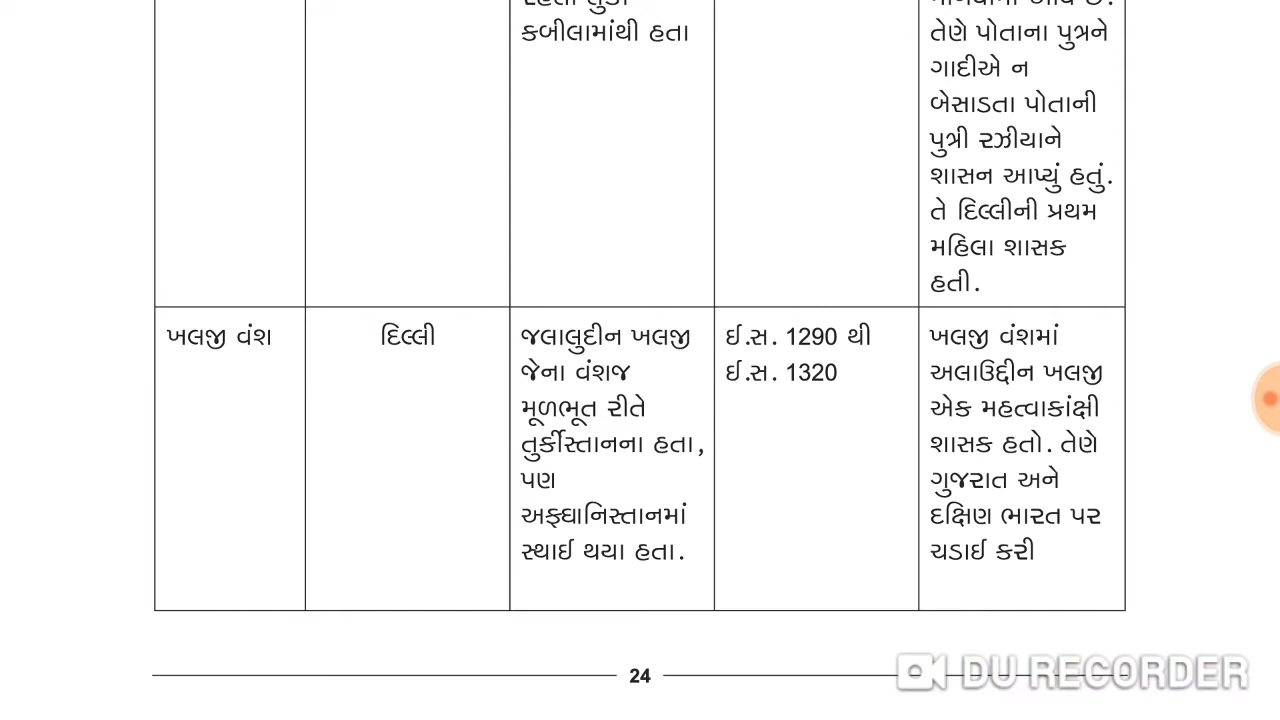 કબીલામાંથી હતા
તેણે પોતાના પુત્રને
ગાદીએ ન
બેસાડતા પોતાની
પુત્રી રઝીયાને
શાસન આપ્યું હતું.
તે દિલ્લીની પ્રથમ
મહિલા શાસક
હતી.
ખલજી વંશ
દિલ્લી
જલાલુદીન ખલજી
જેના વંશજ
મૂળભૂત રીતે
તુર્કીસ્તાનના હતા,
પણ
અફઘાનિસ્તાનમાં
સ્થાઈ થયા હતા.
ઈ.સ. 1290 થી
ઈ.સ. 1320
ખલજી વંશમાં
અલાઉદ્દીન ખલજી
એક મહત્વાકાંક્ષી
શાસક હતો. તેણે
ગુજરાત અને
દક્ષિણ ભારત પર
ચડાઈ કરી
24
DU RECORDER